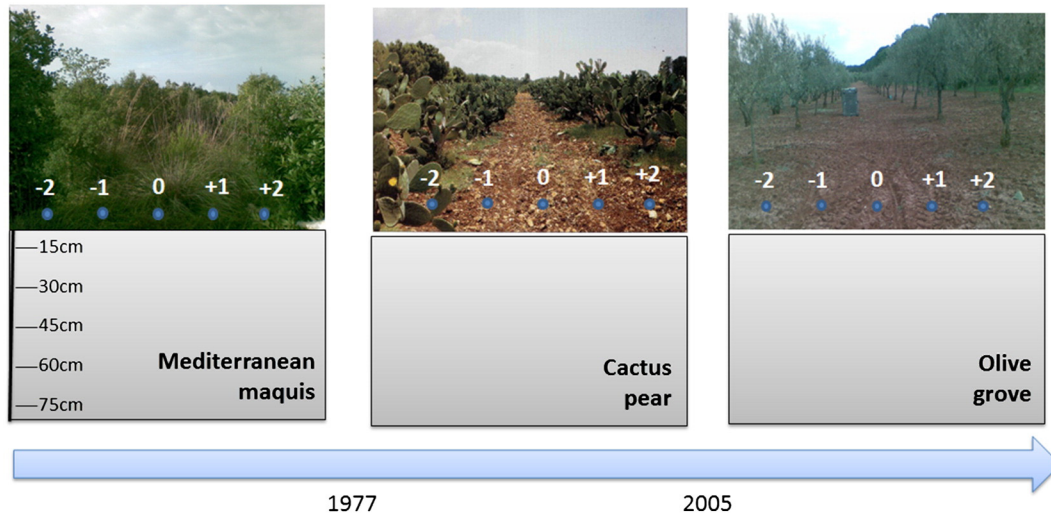 -2 -1 0 +1 +2
-2 -1 0 +1 +2
-2 -1 0 +1 +2
15cm
30cm
45cm
60cm
75cm
Mediterranean
maquis
Cactus
pear
Olive
grove
1977
2005